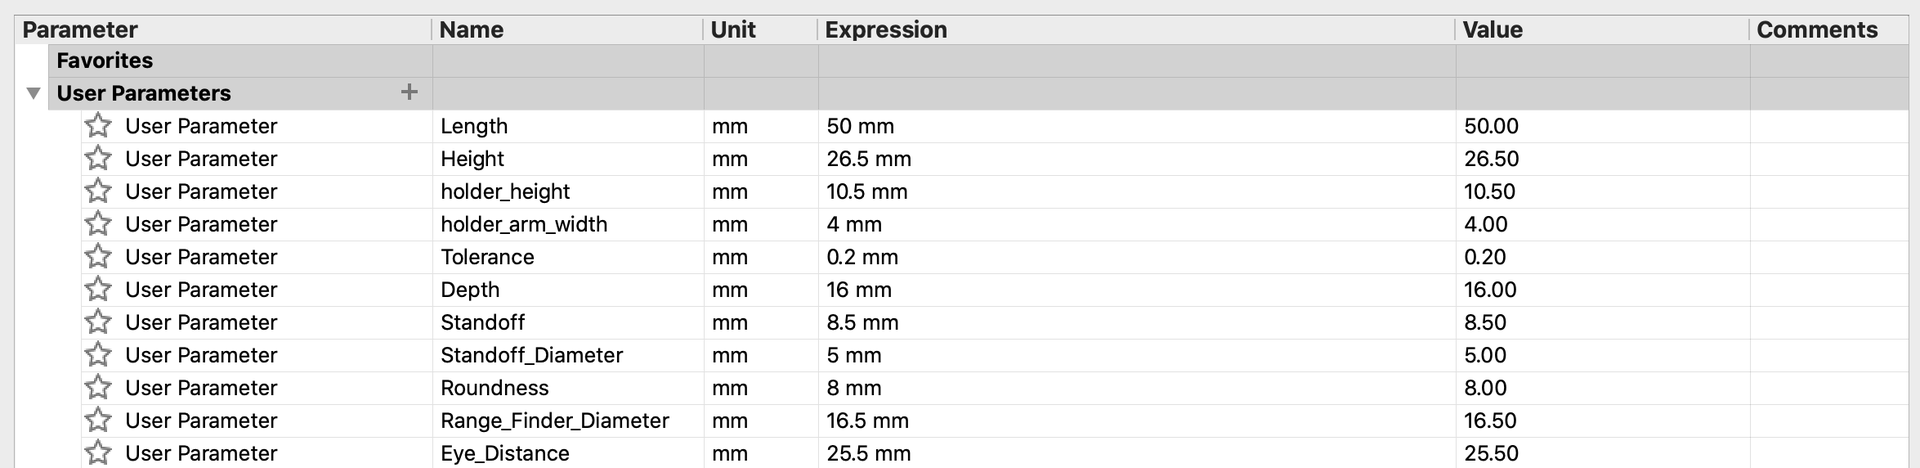 Parameter Name Unit Expression Value Comments
Favorites
User Parameters +
User Parameter Length mm 50 mm 50.00
User Parameter Height mm 26.5 mm 26.50
User Parameter holder_height mm 10.5 mm 10.50
User Parameter holder_arm_width mm 4 mm 4.00
User Parameter Tolerance mm 0.2 mm 0.20
User Parameter Depth mm 16 mm 16.00
User Parameter Standoff mm 8.5 mm 8.50
User Parameter Standoff_Diameter mm 5 mm 5.00
User Parameter Roundness mm 8 mm 8.00
User Parameter Range_Finder_Diameter mm 16.5 mm 16.50
User Parameter Eye_Distance mm 25.5 mm 25.50